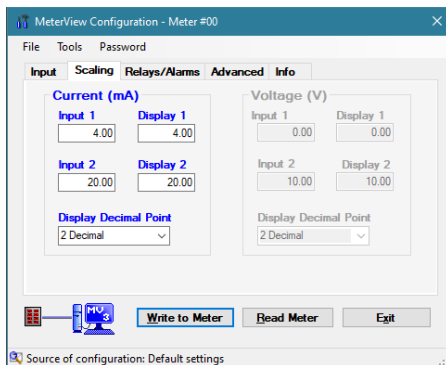 MeterView Configuration - Meter #00
File Tools Password
Input Scaling Relays/Alarms Advanced Info
Current (mA) Voltage (V)
Input 1 Display 1 Input 1 Display 1
4.00 4.00 0.00 0.00
Input 2 Display 2 Input 2 Display 2
20.00 20.00 10.00 10.00
Display Decimal Point Display Decimal Point
2 Decimal 2 Decimal
MV3 Write to Meter Read Meter Exit
Source of configuration: Default settings